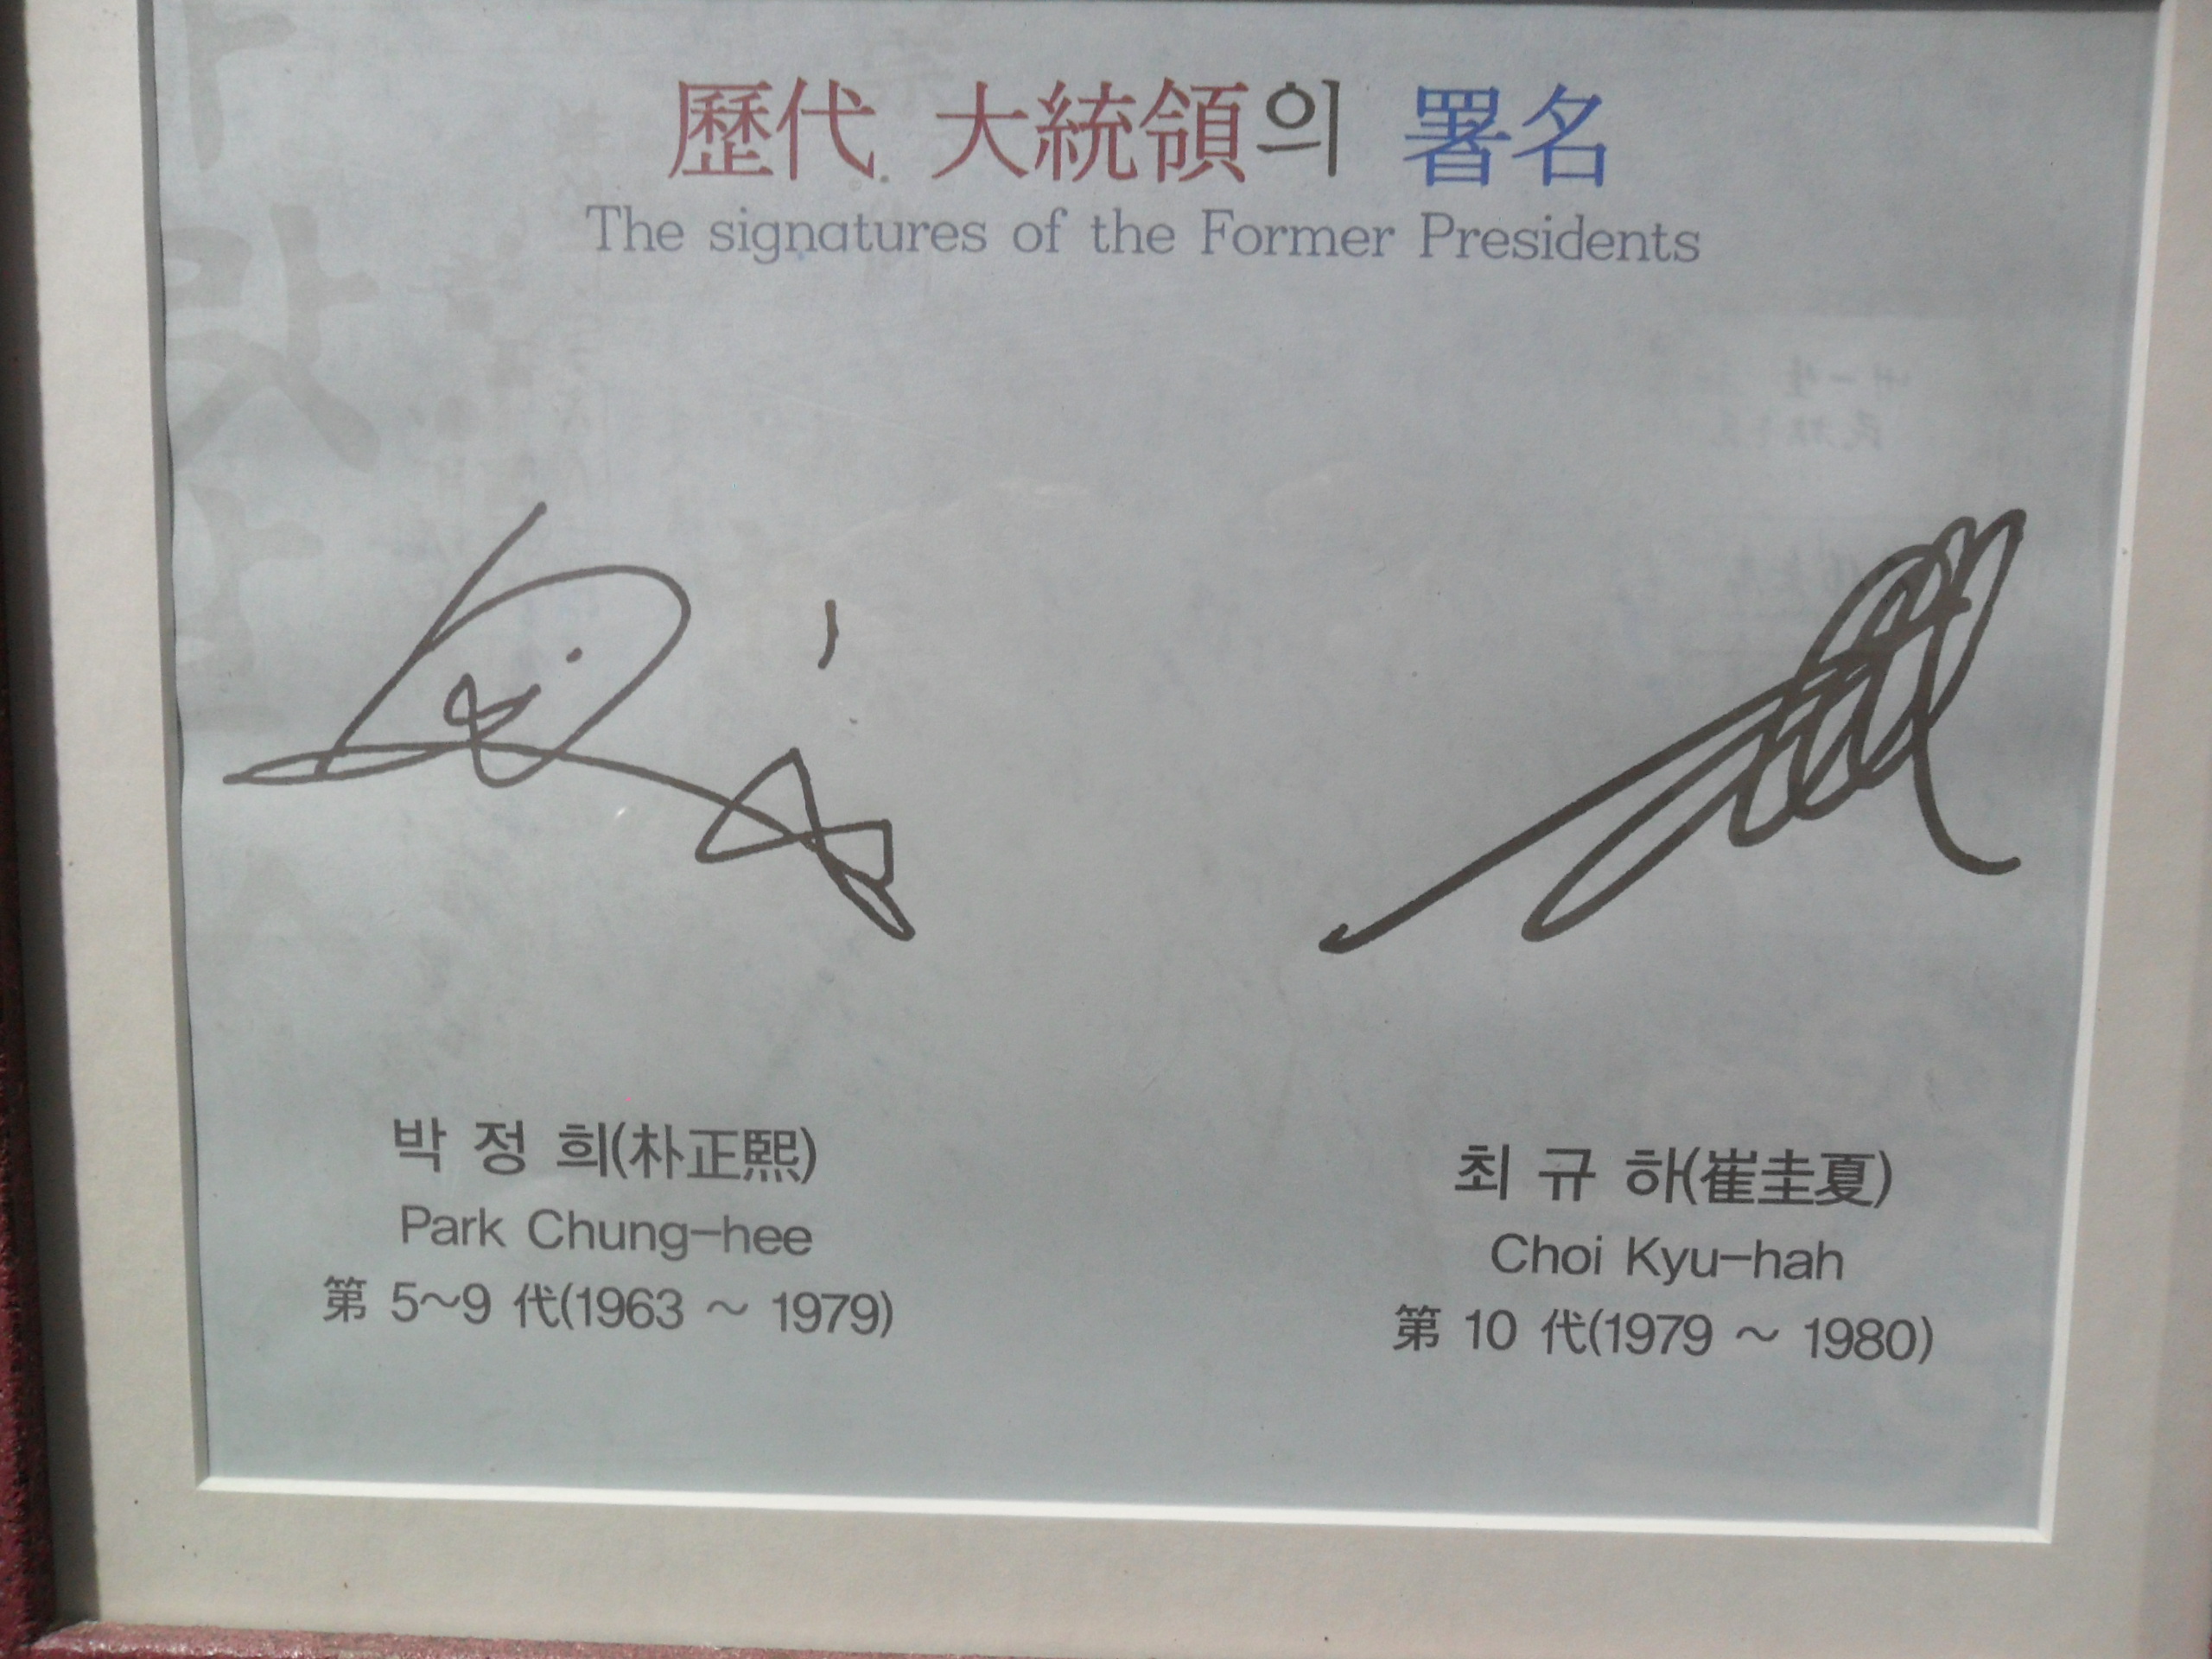 歷代 大統領의 署名
The signatures of the Former Presidents
박 정 희(朴正熙)
Park Chung-hee
第 5~9 代(1963 ~ 1979)
최 규 하(崔圭夏)
Choi Kyu-hah
第 10 代(1979 ~ 1980)